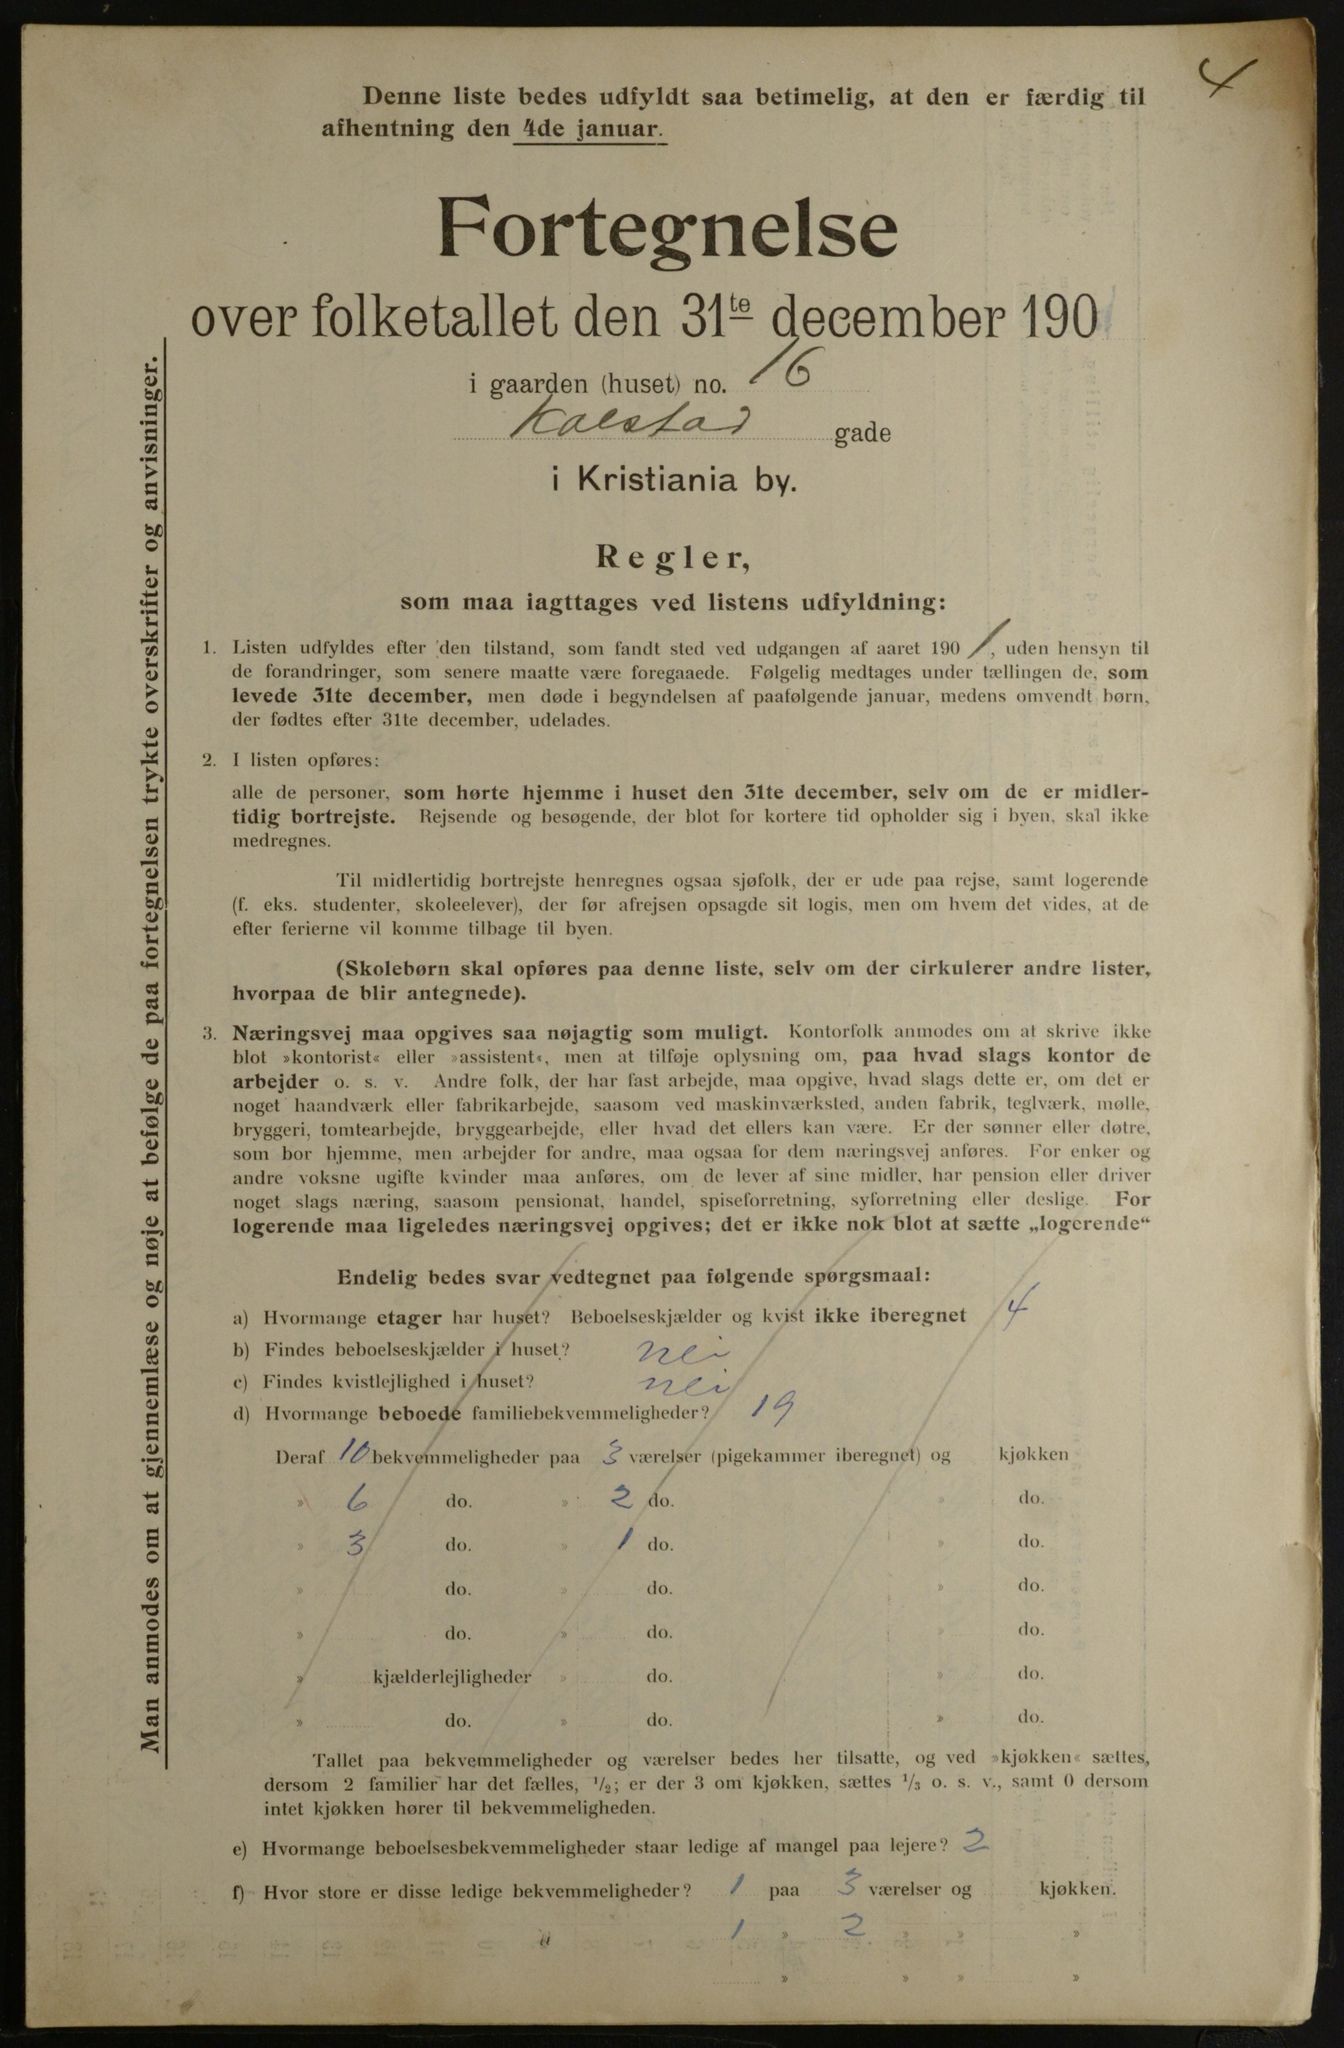 4
Denne liste bedes udfyldt saa betimelig, at den er færdig til
afhentning den 4de januar.
Fortegnelse
over folketallet den 31te december 1901
i gaarden (huset) no. 16
Kolstad gade
i Kristiania by.
Regler,
som maa iagttages ved listens udfyldning:
1. Listen udfyldes efter den tilstand, som fandt sted ved udgangen af aaret 1901, uden hensyn til
de forandringer, som senere maatte være foregaaede. Følgelig medtages under tællingen de, som
levede 31te december, men døde i begyndelsen af paafølgende januar, medens omvendt børn,
der fødtes efter 31te december, udelades.
2. I listen opføres:
alle de personer, som hørte hjemme i huset den 31te december, selv om de er midler-
tidig bortrejste. Rejsende og besøgende, der blot for kortere tid opholder sig i byen, skal ikke
medregnes.
Til midlertidig bortrejste henregnes ogsaa sjøfolk, der er ude paa rejse, samt logerende
(f. eks. studenter, skoleelever), der før afrejsen opsagde sit logis, men om hvem det vides, at de
efter ferierne vil komme tilbage til byen.
(Skolebørn skal opføres paa denne liste, selv om der cirkulerer andre lister,
hvorpaa de blir antegnede).
3. Næringsvej maa opgives saa nøjagtig som muligt. Kontorfolk anmodes om at skrive ikke
blot »kontorist« eller »assistent«, men at tilføje oplysning om, paa hvad slags kontor de
arbejder o. s. v. Andre folk, der har fast arbejde, maa opgive, hvad slags dette er, om det er
noget haandværk eller fabrikarbejde, saasom ved maskinværksted, anden fabrik, teglværk, mølle,
bryggeri, tomtearbejde, bryggearbejde, eller hvad det ellers kan være. Er der sønner eller døtre,
som bor hjemme, men arbejder for andre, maa ogsaa for dem næringsvej anføres. For enker og
andre voksne ugifte kvinder maa anføres, om de lever af sine midler, har pension eller driver
noget slags næring, saasom pensionat, handel, spiseforretning, syforretning eller deslige. For
logerende maa ligeledes næringsvej opgives; det er ikke nok blot at sætte „logerende“
Endelig bedes svar vedtegnet paa følgende spørgsmaal:
a) Hvormange etager har huset? Beboelseskjælder og kvist ikke iberegnet 4
b) Findes beboelseskjælder i huset? nei
c) Findes kvistlejlighed i huset? nei
d) Hvormange beboede familiebekvemmeligheder? 19
Deraf 10 bekvemmeligheder paa 3 værelser (pigekammer iberegnet) og kjøkken
» 6 do. » 2 do. » do.
» 3 do. » 1 do. » do.
» do. » do. » do.
» do. » do. » do.
» kjælderlejligheder » do. » do.
» do. » do. » do.
Tallet paa bekvemmeligheder og værelser bedes her tilsatte, og ved »kjøkken« sættes,
dersom 2 familier har det fælles, 1/2; er der 3 om kjøkken, sættes 1/3 o. s. v., samt 0 dersom
intet kjøkken hører til bekvemmeligheden.
e) Hvormange beboelsesbekvemmeligheder staar ledige af mangel paa lejere? 2
f) Hvor store er disse ledige bekvemmeligheder? 1 paa 3 værelser og kjøkken.
1 » 2 » » »
» » » »
Man anmodes om at gjennemlæse og nøje at befølge de paa fortegnelsen trykte overskrifter og anvisninger.